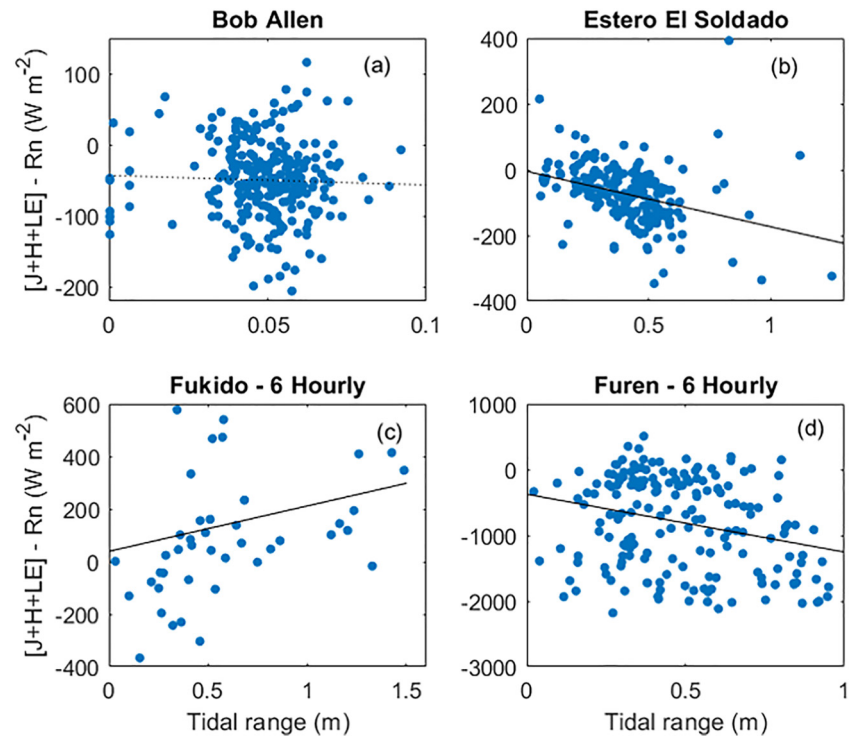 Bob Allen
Estero El Soldado
[J+H+LE] - Rn (W m-2)
100
0
-100
-200
0
0.05
0.1
(a)
400
200
0
-200
-400
0
0.5
1
(b)
Fukido - 6 Hourly
Furen - 6 Hourly
[J+H+LE] - Rn (W m-2)
600
400
200
0
-200
-400
0
0.5
1
1.5
(c)
Tidal range (m)
1000
0
-1000
-2000
-3000
0
0.5
1
(d)
Tidal range (m)